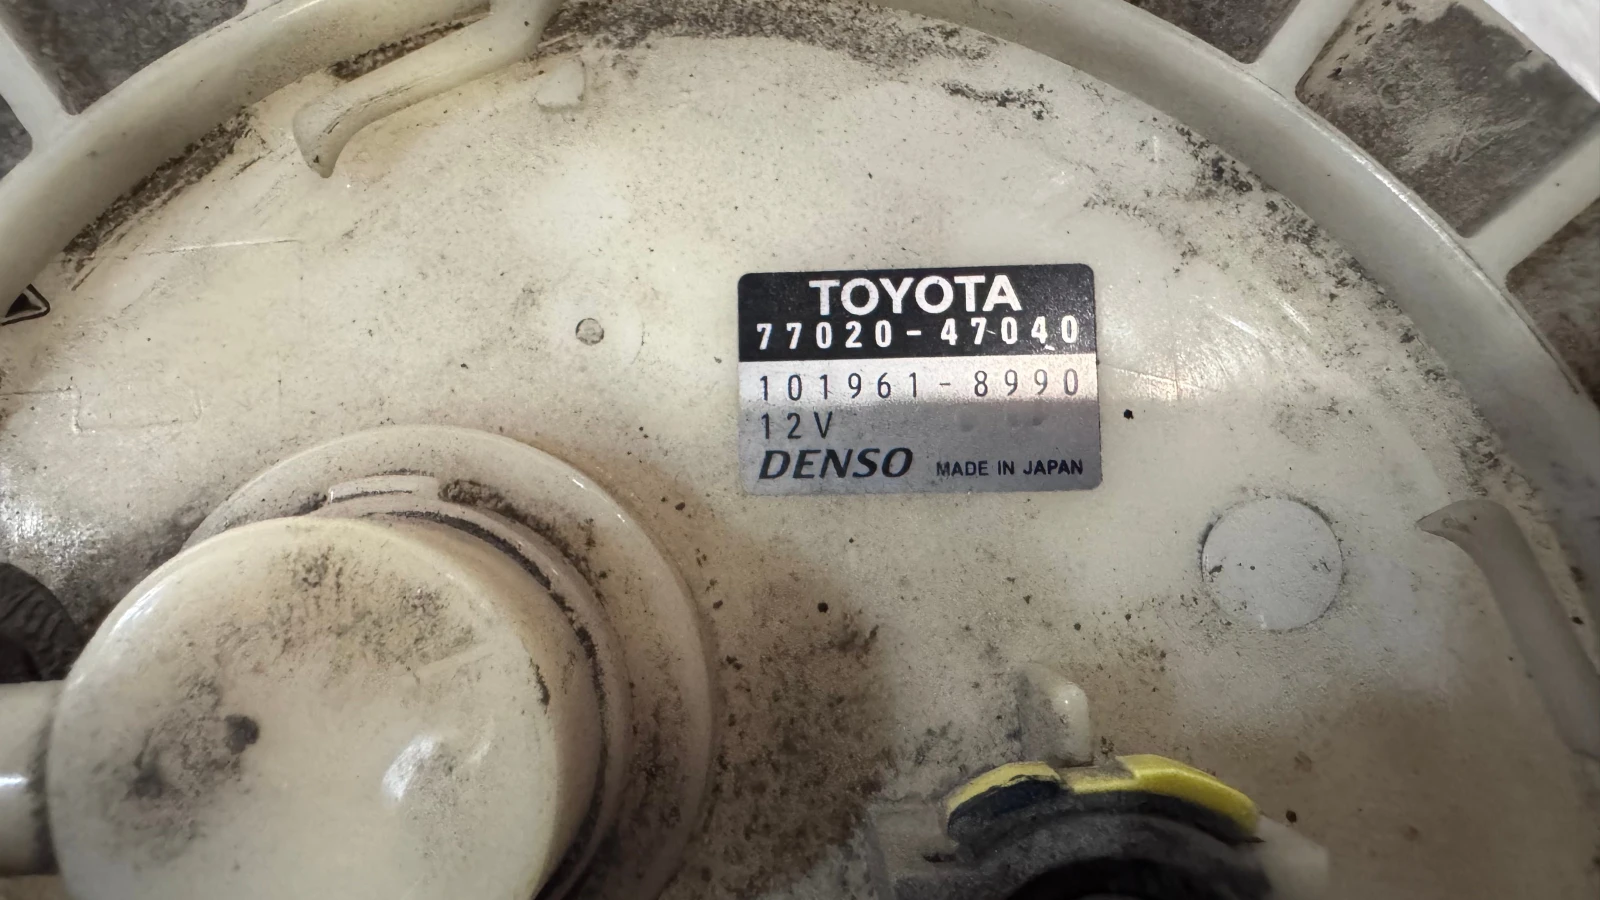 TOYOTA
77020-47040
101961-8990
12V
DENSO MADE IN JAPAN